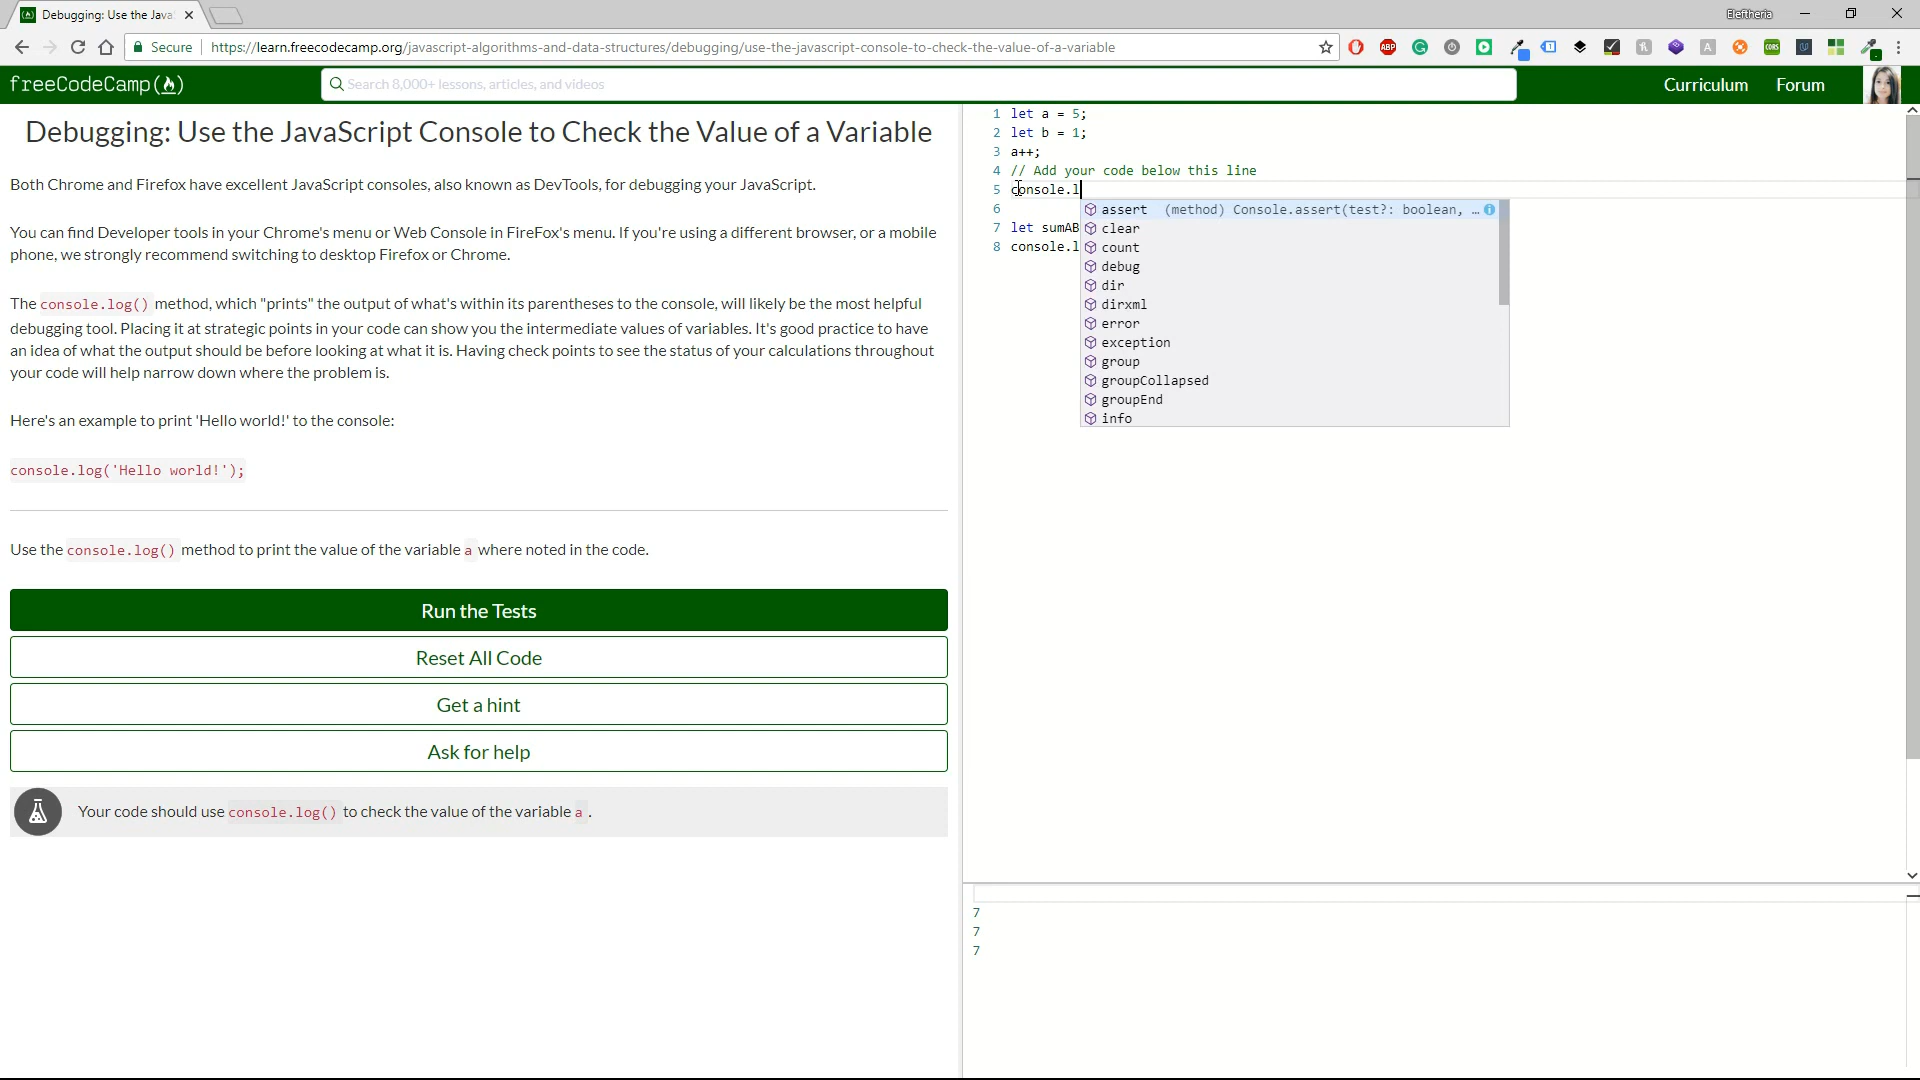 Debugging: Use the Java
Eleftheria
Secure
https://learn.freecodecamp.org/javascript-algorithms-and-data-structures/debugging/use-the-javascript-console-to-check-the-value-of-a-variable
ABP
CORS
freeCodeCamp(
Search 8,000+ lessons, articles, and videos
Curriculum
Forum
Debugging: Use the JavaScript Console to Check the Value of a Variable
Both Chrome and Firefox have excellent JavaScript consoles, also known as DevTools, for debugging your JavaScript.
You can find Developer tools in your Chrome's menu or Web Console in FireFox's menu. If you're using a different browser, or a mobile
phone, we strongly recommend switching to desktop Firefox or Chrome.
The console.log() method, which "prints" the output of what's within its parentheses to the console, will likely be the most helpful
debugging tool. Placing it at strategic points in your code can show you the intermediate values of variables. It's good practice to have
an idea of what the output should be before looking at what it is. Having check points to see the status of your calculations throughout
your code will help narrow down where the problem is.
Here's an example to print 'Hello world!' to the console:
console.log('Hello world!');
Use the console.log() method to print the value of the variable a where noted in the code.
Run the Tests
Reset All Code
Get a hint
Ask for help
Your code should use console.log() to check the value of the variable a .
1 let a = 5;
2 let b = 1;
3 a++;
4 // Add your code below this line
5 console.l
6
7 let sumAB
8 console.l
assert (method) Console.assert(test?: boolean, …
clear
count
debug
dir
dirxml
error
exception
group
groupCollapsed
groupEnd
info
7
7
7